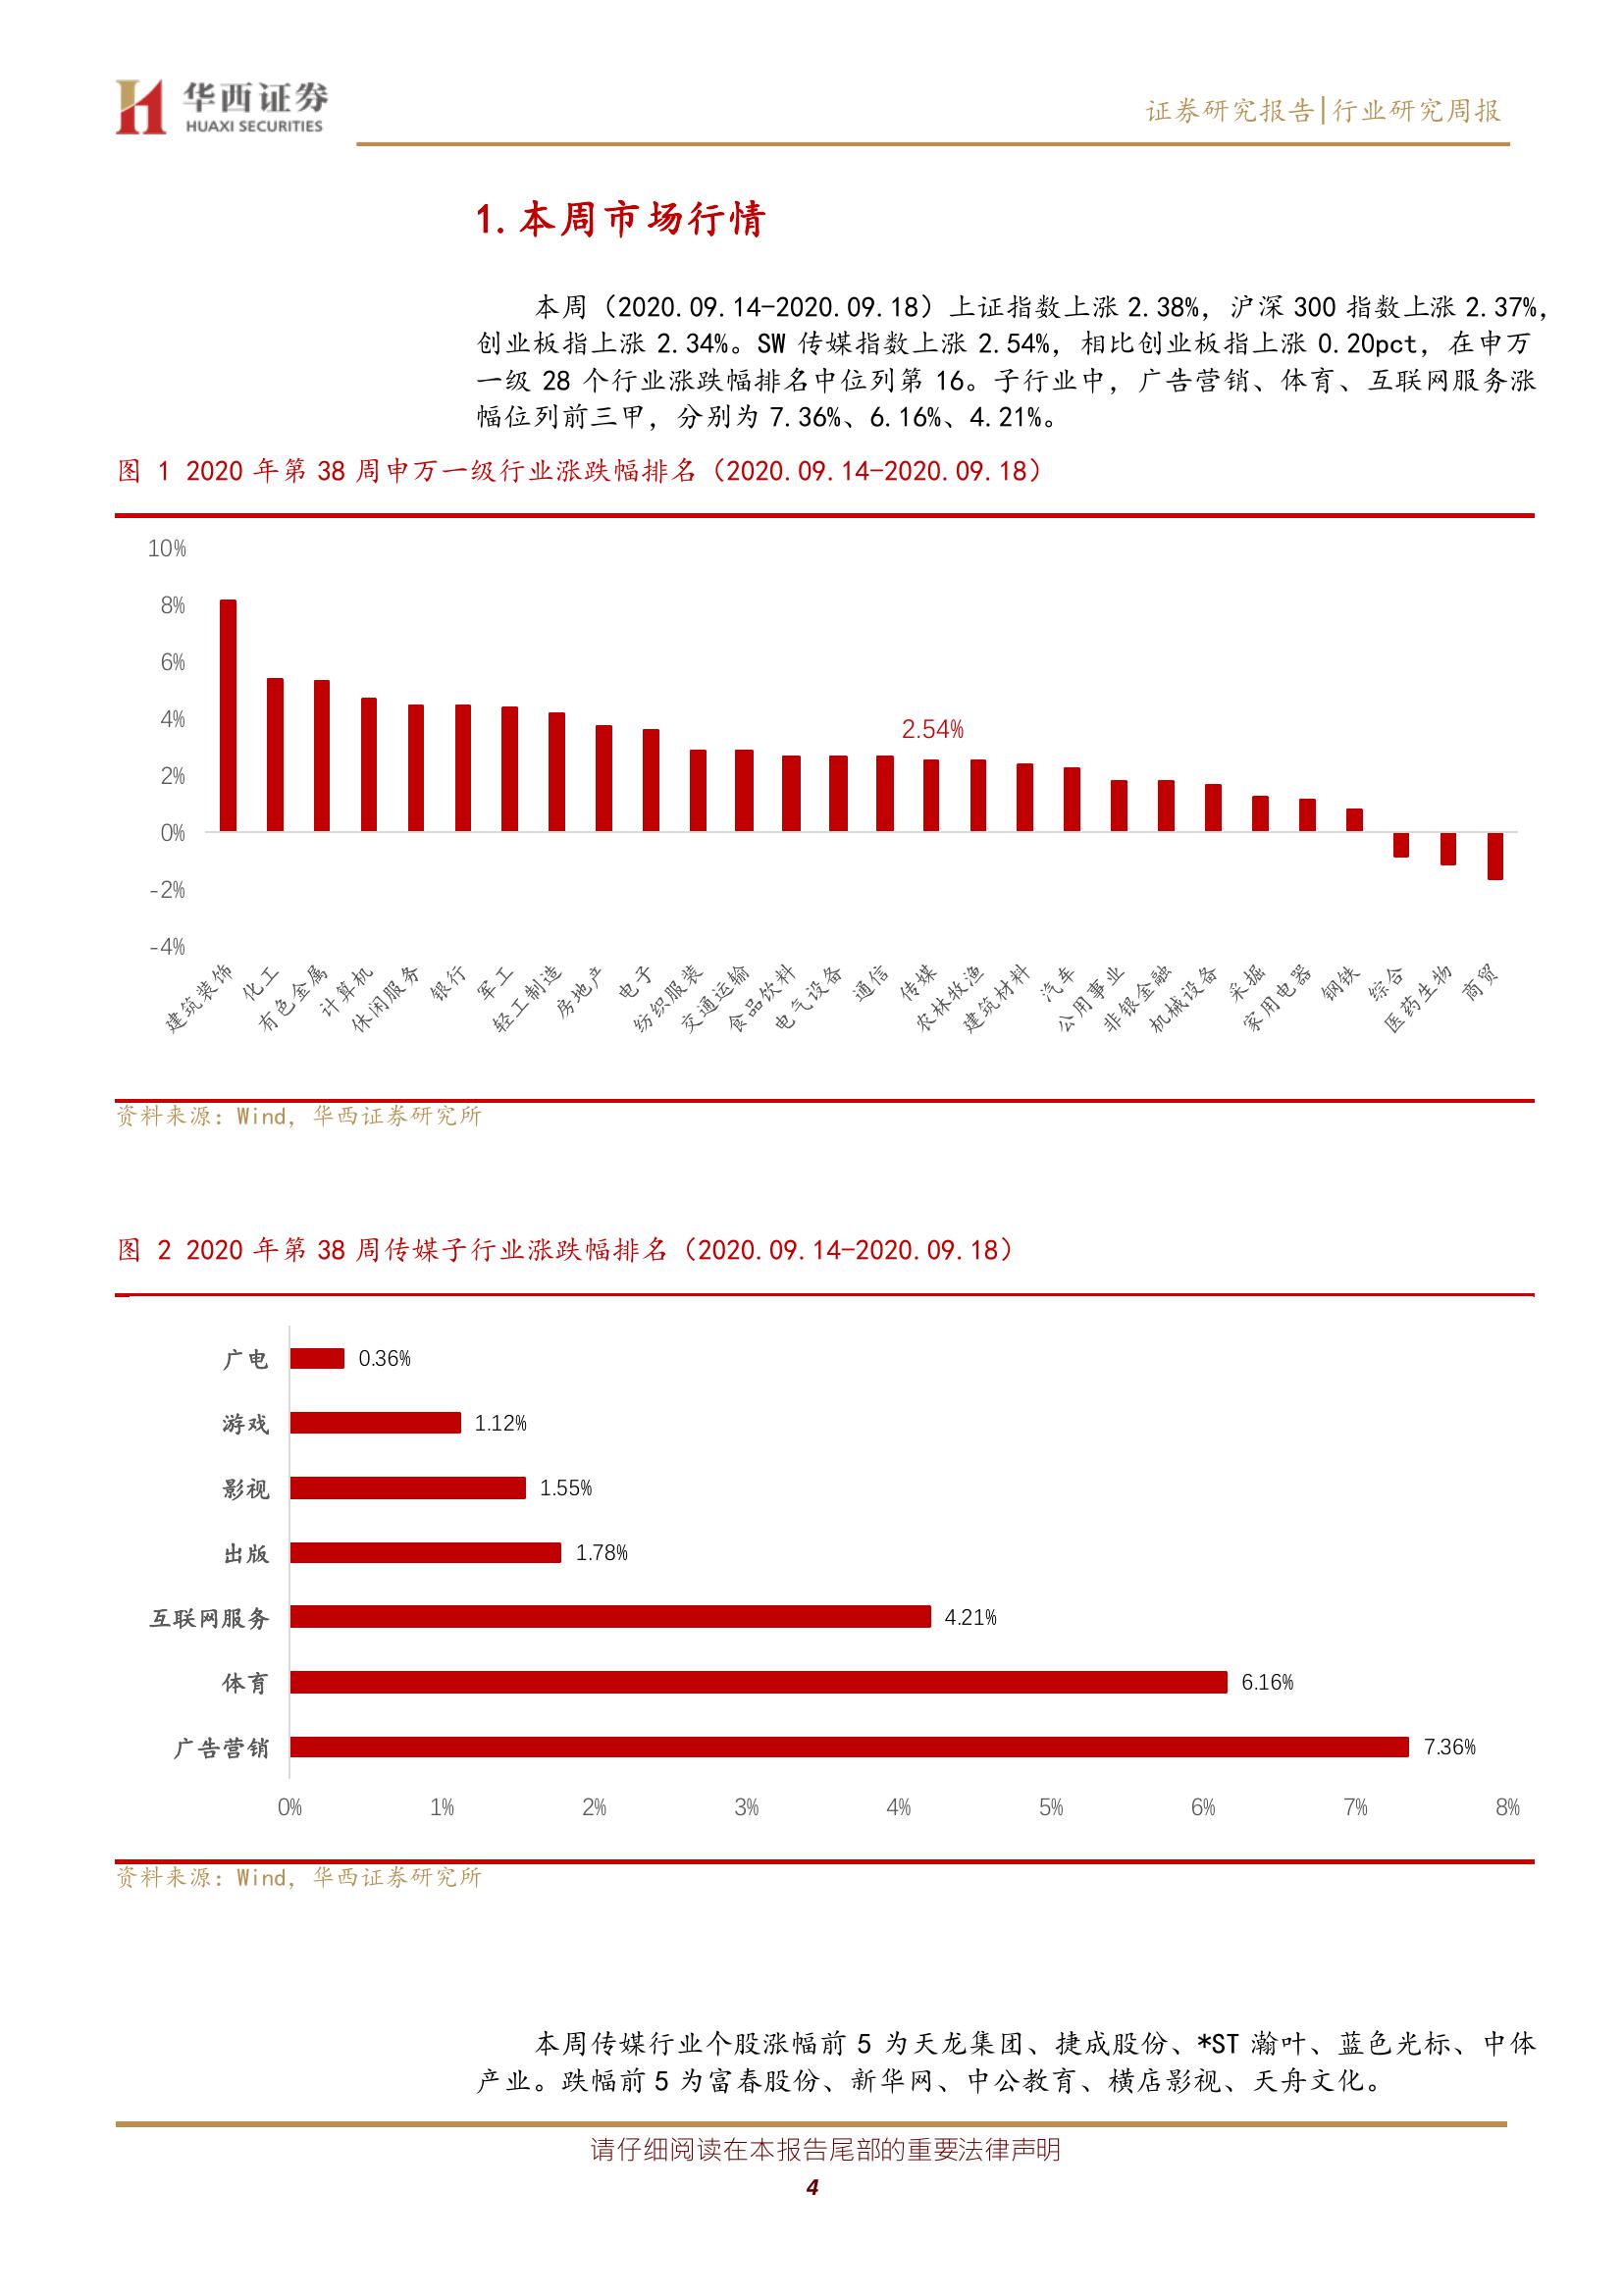 华西证券
HUAXI SECURITIES
证券研究报告|行业研究周报
1.本周市场行情
本周（2020.09.14-2020.09.18）上证指数上涨 2.38%，沪深 300 指数上涨 2.37%，
创业板指上涨 2.34%。SW 传媒指数上涨 2.54%，相比创业板指上涨 0.20pct，在申万
一级 28 个行业涨跌幅排名中位列第 16。子行业中，广告营销、体育、互联网服务涨
幅位列前三甲，分别为 7.36%、6.16%、4.21%。
图 1 2020 年第 38 周申万一级行业涨跌幅排名（2020.09.14-2020.09.18）
10%
8%
6%
4%
2%
0%
-2%
-4%
2.54%
建筑装饰
化工
有色金属
计算机
休闲服务
银行
军工
轻工制造
房地产
电子
纺织服装
交通运输
食品饮料
电气设备
通信
传媒
农林牧渔
建筑材料
汽车
公用事业
非银金融
机械设备
采掘
家用电器
钢铁
综合
医药生物
商贸
资料来源：Wind，华西证券研究所
图 2 2020 年第 38 周传媒子行业涨跌幅排名（2020.09.14-2020.09.18）
广电 0.36%
游戏 1.12%
影视 1.55%
出版 1.78%
互联网服务 4.21%
体育 6.16%
广告营销 7.36%
0% 1% 2% 3% 4% 5% 6% 7% 8%
资料来源：Wind，华西证券研究所
本周传媒行业个股涨幅前 5 为天龙集团、捷成股份、*ST 瀚叶、蓝色光标、中体
产业。跌幅前 5 为富春股份、新华网、中公教育、横店影视、天舟文化。
请仔细阅读在本报告尾部的重要法律声明
4